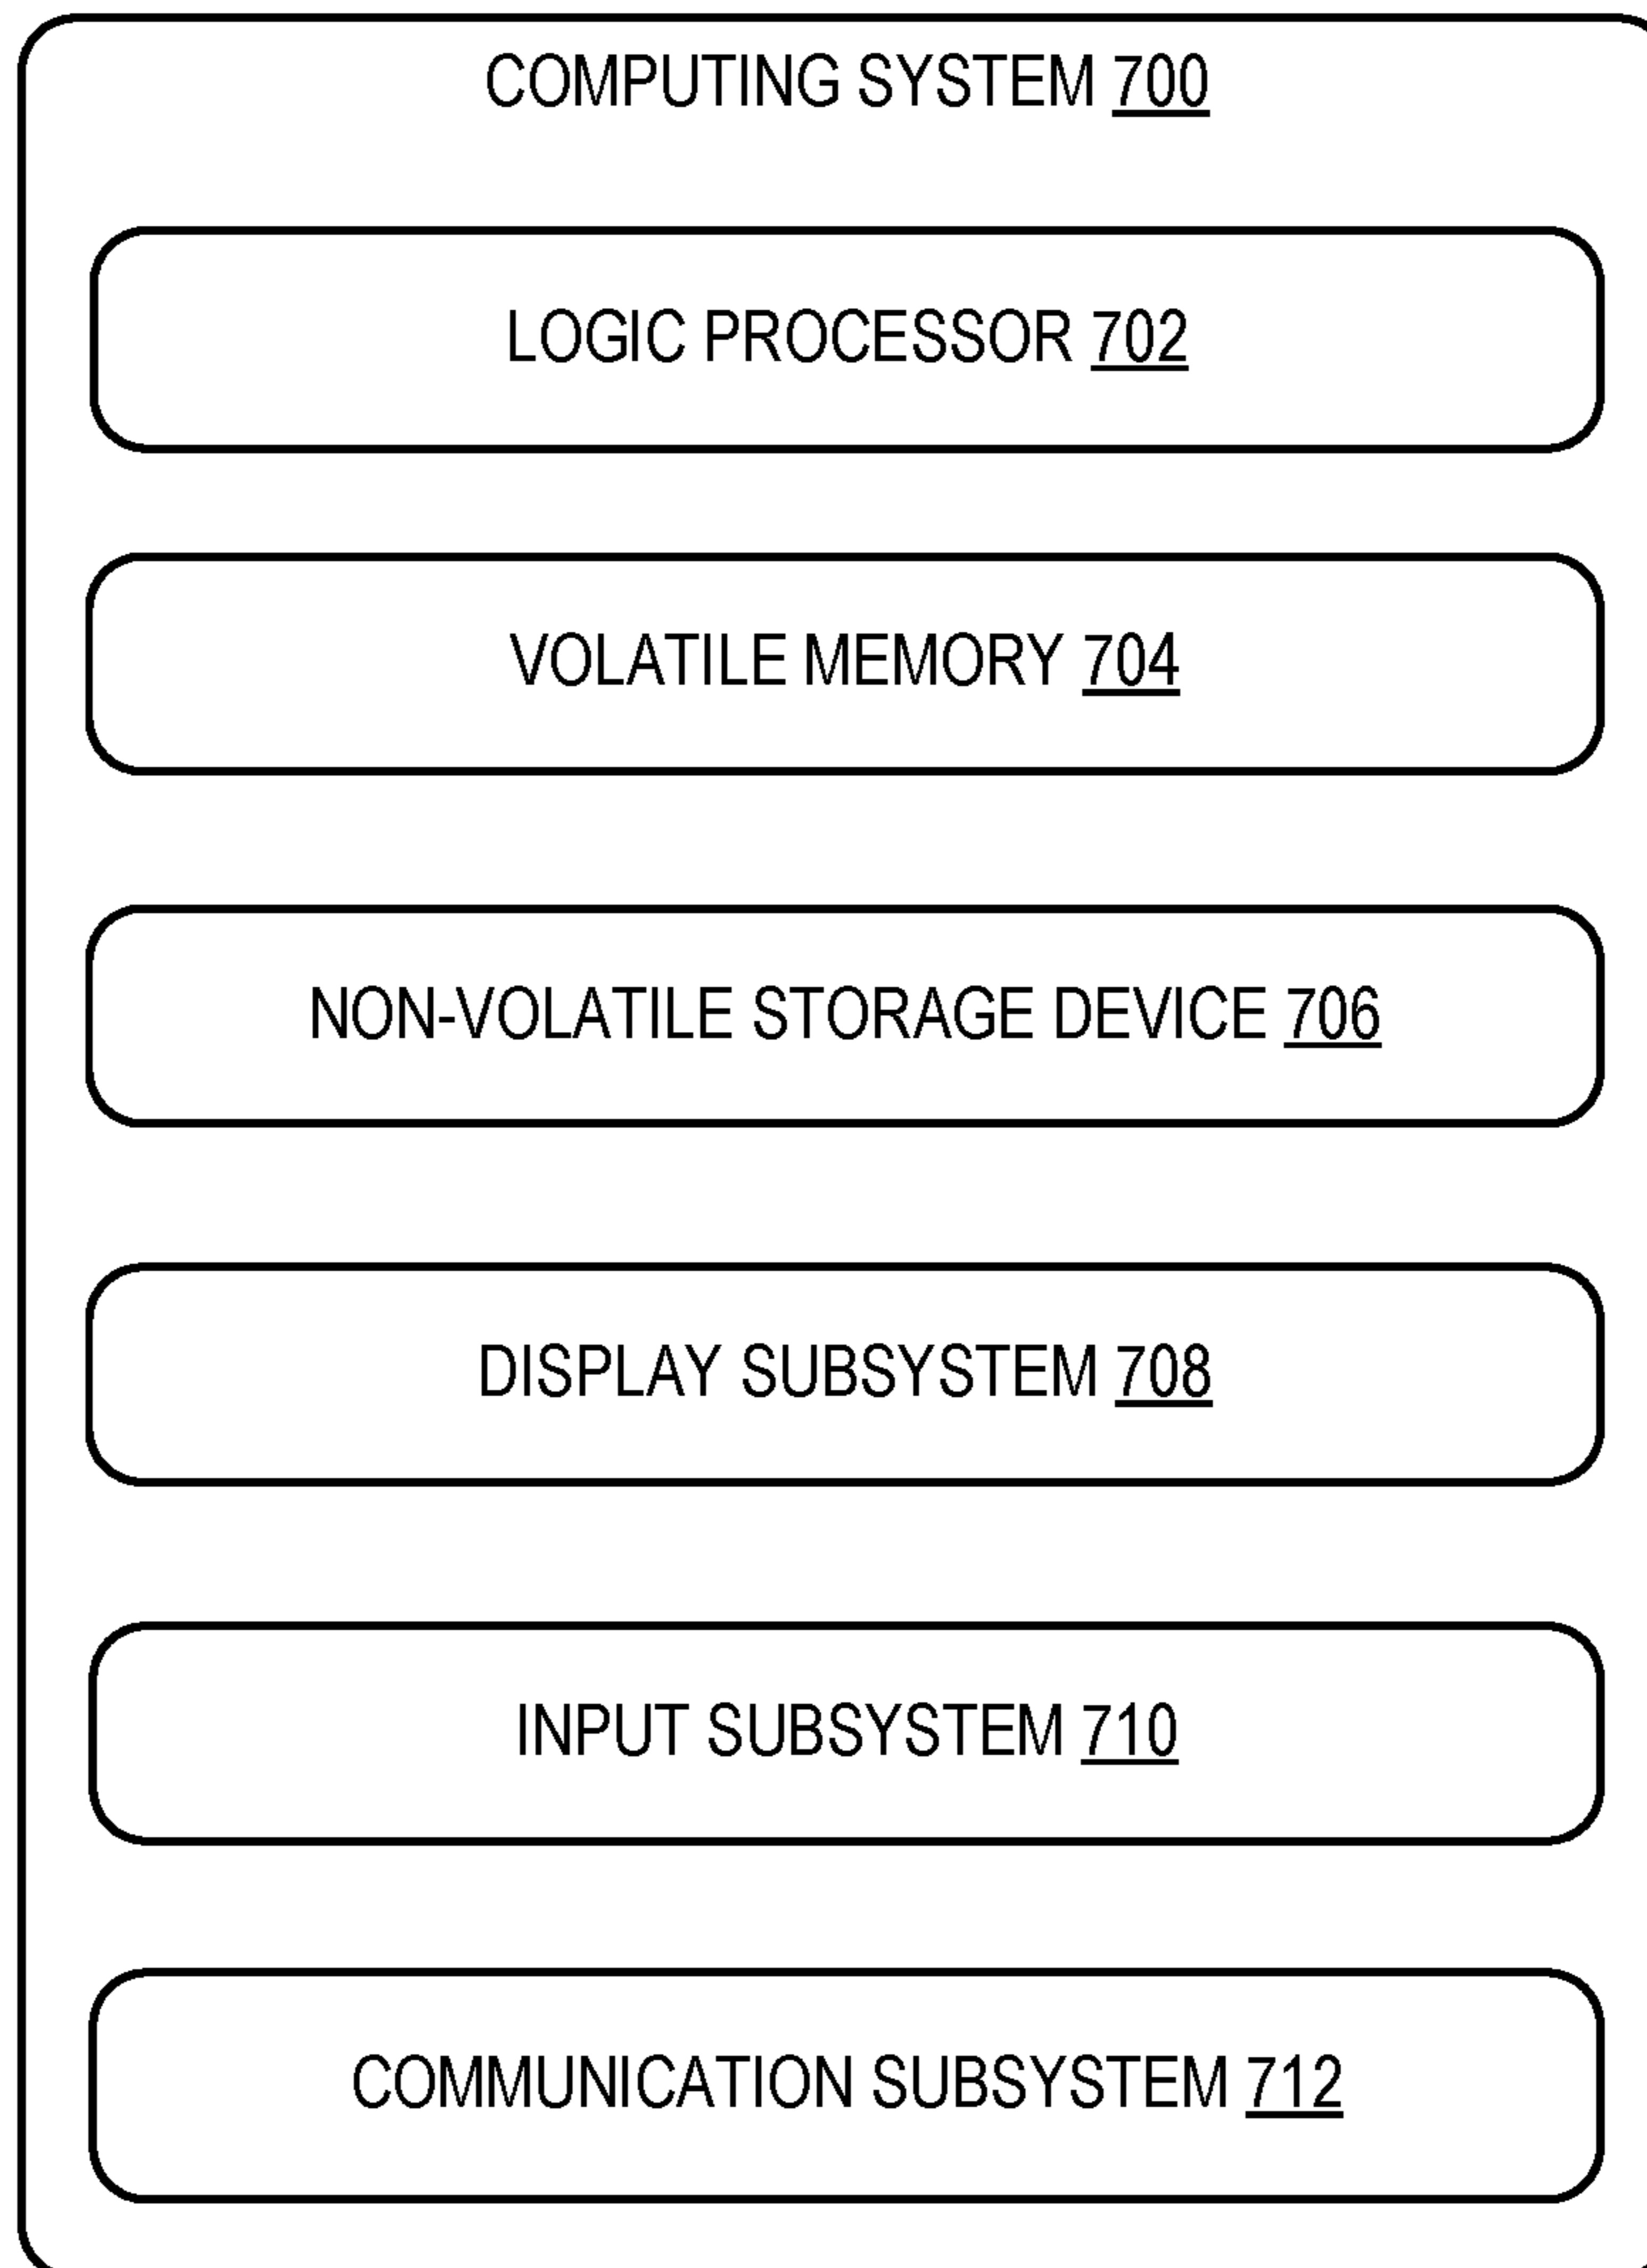 COMPUTING SYSTEM 700
LOGIC PROCESSOR 702
VOLATILE MEMORY 704
NON-VOLATILE STORAGE DEVICE 706
DISPLAY SUBSYSTEM 708
INPUT SUBSYSTEM 710
COMMUNICATION SUBSYSTEM 712